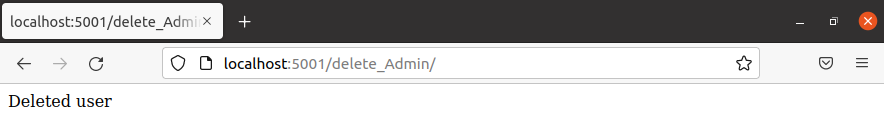 localhost:5001/delete_Admi
localhost:5001/delete_Admin/
Deleted user